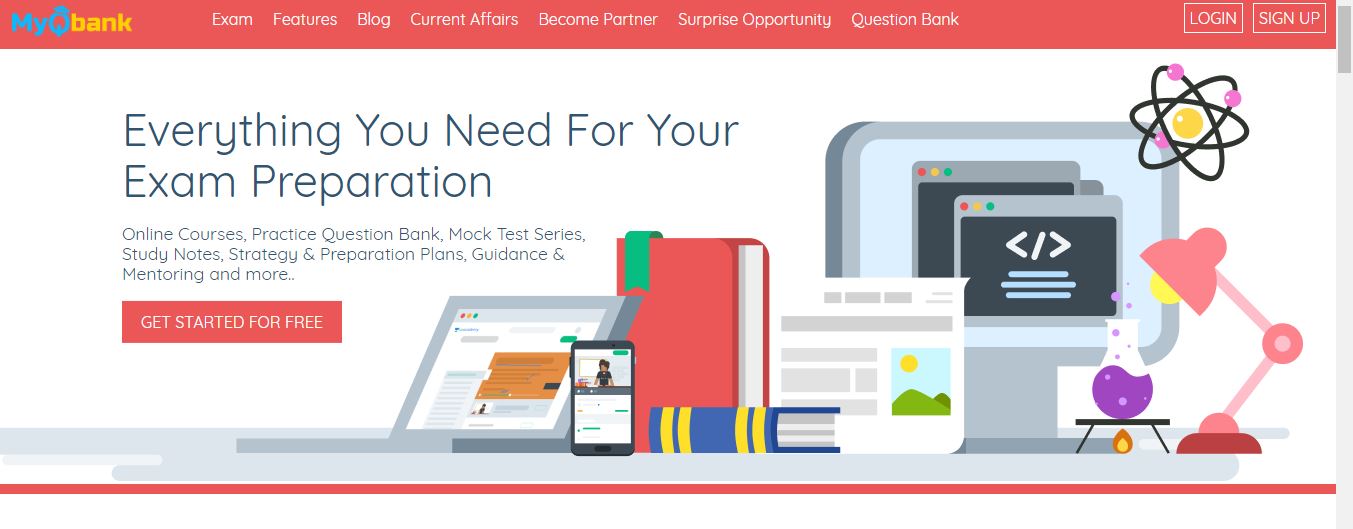 MyQbank
Exam Features Blog Current Affairs Become Partner Surprise Opportunity Question Bank
LOGIN SIGN UP
Everything You Need For Your
Exam Preparation
Online Courses, Practice Question Bank, Mock Test Series,
Study Notes, Strategy & Preparation Plans, Guidance &
Mentoring and more..
GET STARTED FOR FREE
</>